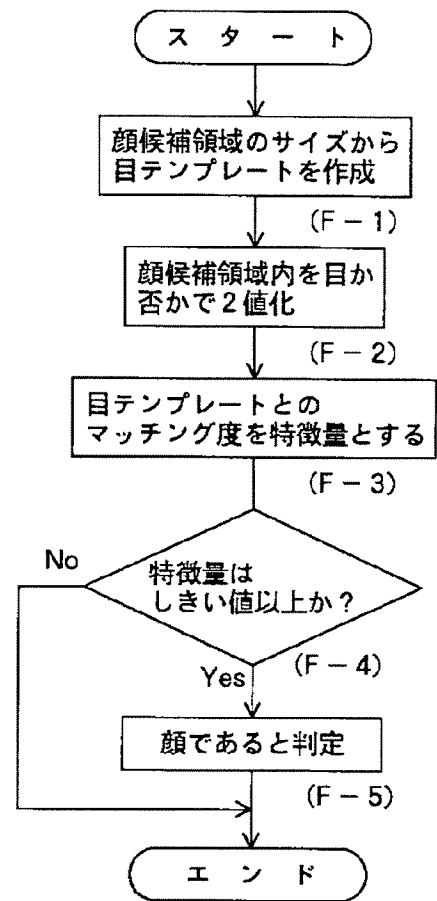 スタート
顔候補領域のサイズから
目テンプレートを作成
(F-1)
顔候補領域内を目か
否かで2値化
(F-2)
目テンプレートとの
マッチング度を特徴量とする
(F-3)
No
特徴量は
しきい値以上か?
(F-4)
Yes
顔であると判定
(F-5)
エンド